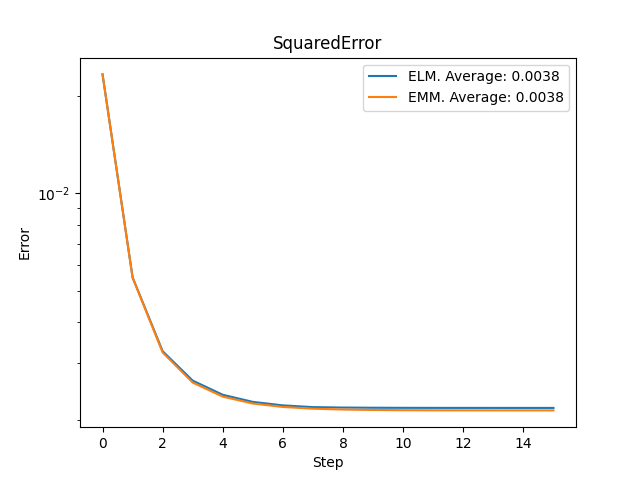 SquaredError
ELM. Average: 0.0038
EMM. Average: 0.0038
10⁻²
Error
0 2 4 6 8 10 12 14
Step